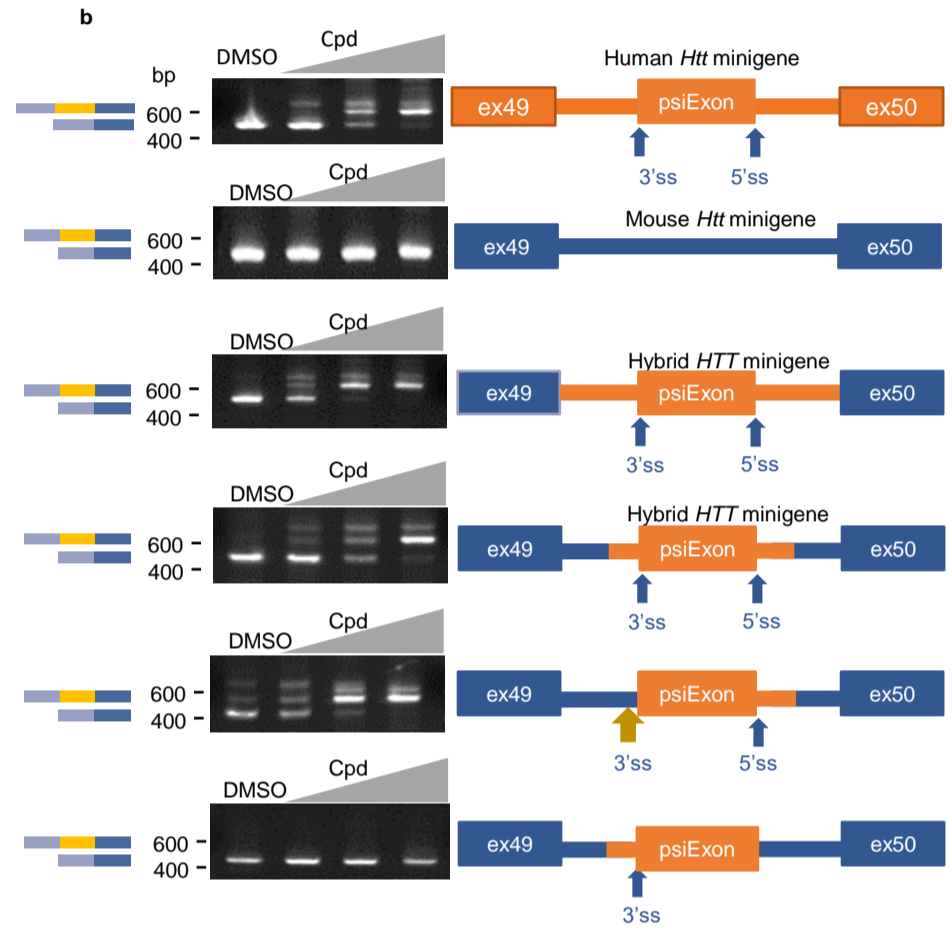 b
DMSO Cpd
bp
600
400
Human Htt minigene
ex49 psiExon ex50
3'ss 5'ss
DMSO Cpd
600
400
Mouse Htt minigene
ex49 ex50
DMSO Cpd
600
400
Hybrid HTT minigene
ex49 psiExon ex50
3'ss 5'ss
DMSO Cpd
600
400
Hybrid HTT minigene
ex49 psiExon ex50
3'ss 5'ss
DMSO Cpd
600
400
ex49 psiExon ex50
3'ss 5'ss
DMSO Cpd
600
400
ex49 psiExon ex50
3'ss